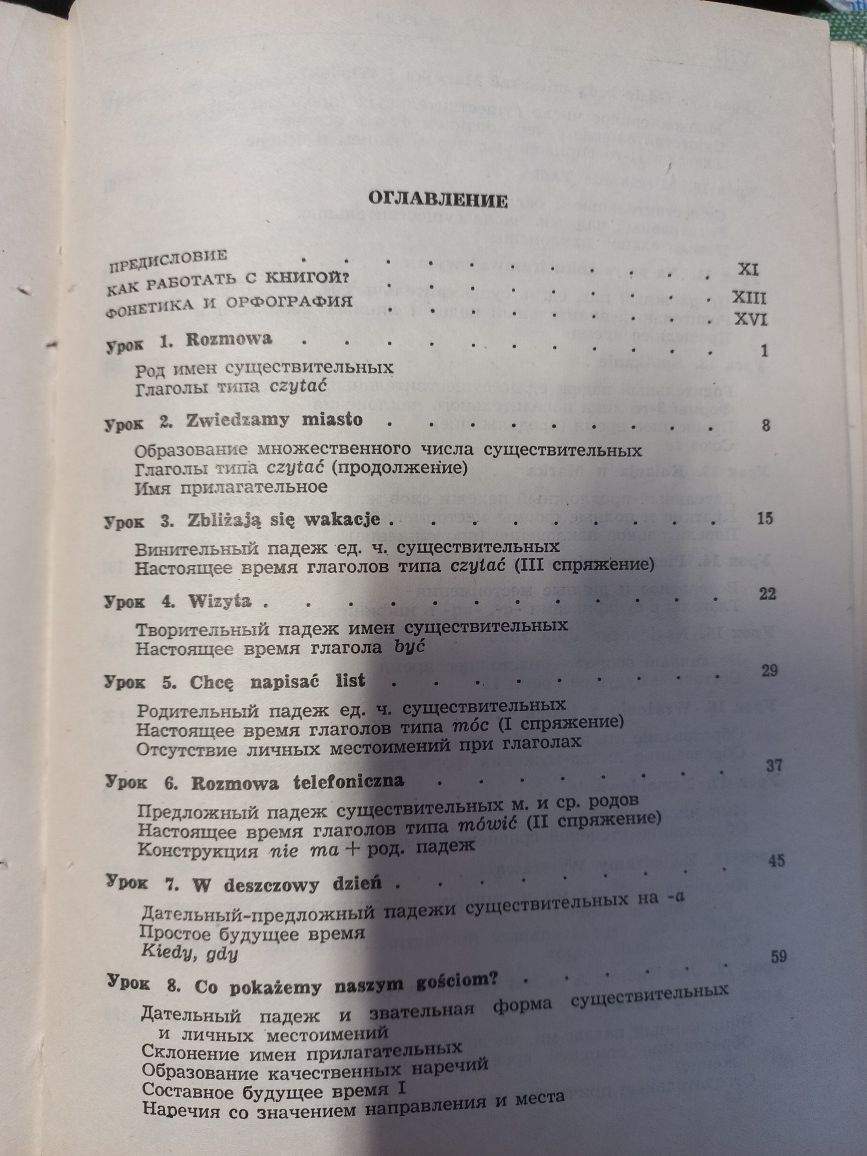 ОГЛАВЛЕНИЕ
ПРЕДИСЛОВИЕ . . . . . . . . . . XI
КАК РАБОТАТЬ С КНИГОЙ? . . . . . . . . XIII
ФОНЕТИКА И ОРФОГРАФИЯ . . . . . . . . XVI
Урок 1. Rozmowa . . . . . . . . . . 1
Род имен существительных
Глаголы типа czytać
Урок 2. Zwiedzamy miasto . . . . . . . . 8
Образование множественного числа существительных
Глаголы типа czytać (продолжение)
Имя прилагательное
Урок 3. Zbliżają się wakacje . . . . . . . . 15
Винительный падеж ед. ч. существительных
Настоящее время глаголов типа czytać (III спряжение)
Урок 4. Wizyta . . . . . . . . . . . 22
Творительный падеж имен существительных
Настоящее время глагола być
Урок 5. Chcę napisać list . . . . . . . . 29
Родительный падеж ед. ч. существительных
Настоящее время глаголов типа móc (I спряжение)
Отсутствие личных местоимений при глаголах
Урок 6. Rozmowa telefoniczna . . . . . . . 37
Предложный падеж существительных м. и ср. родов
Настоящее время глаголов типа mówić (II спряжение)
Конструкция nie ma + род. падеж
Урок 7. W deszczowy dzień . . . . . . . . 45
Дательный-предложный падежи существительных на -a
Простое будущее время
Kiedy, gdy
Урок 8. Co pokażemy naszym gościom? . . . . . 59
Дательный падеж и звательная форма существительных
и личных местоимений
Склонение имен прилагательных
Образование качественных наречий
Составное будущее время I
Наречия со значением направления и места